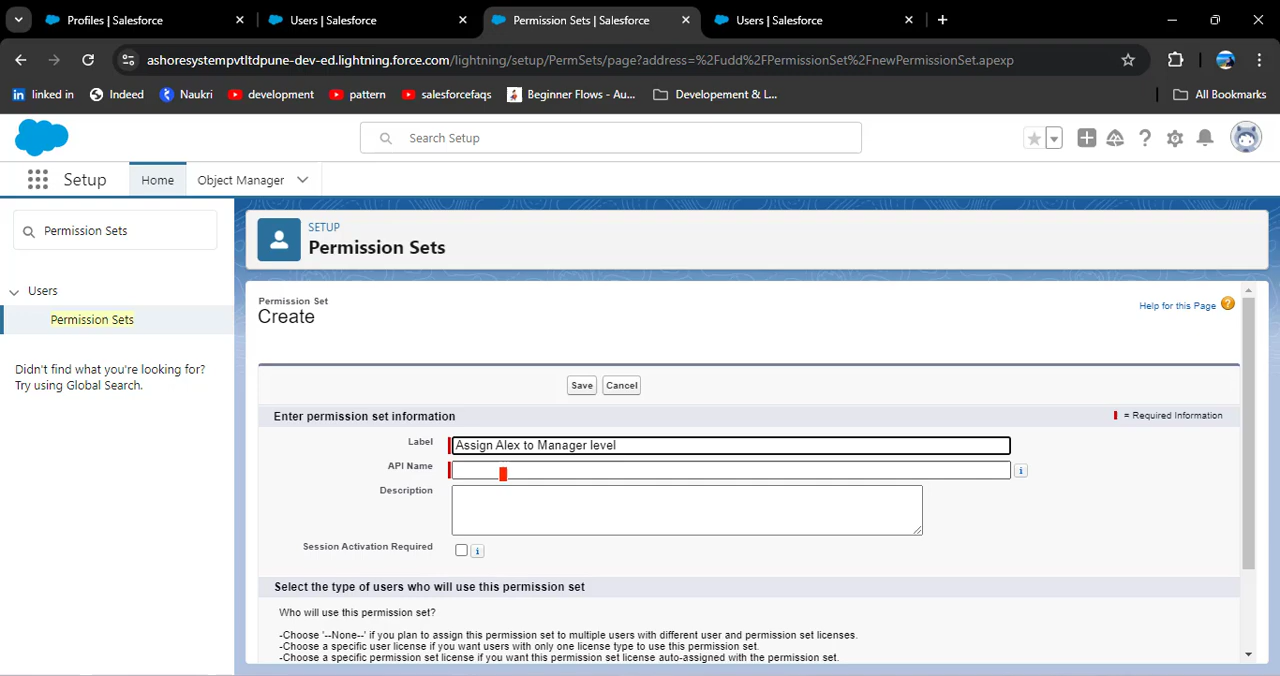 Profiles | Salesforce
Users | Salesforce
Permission Sets | Salesforce
Users | Salesforce
ashoresystempvtltdpune-dev-ed.lightning.force.com/lightning/setup/PermSets/page?address=%2Fudd%2FPermissionSet%2FnewPermissionSet.apexp
linked in
Indeed
Naukri
development
pattern
salesforcefaqs
Beginner Flows - Au...
Developement & L...
All Bookmarks
Search Setup
Setup
Home
Object Manager
Permission Sets
Users
Permission Sets
Didn't find what you're looking for?
Try using Global Search.
SETUP
Permission Sets
Permission Set
Create
Help for this Page
Save
Cancel
Enter permission set information
= Required Information
Label
Assign Alex to Manager level
API Name
Description
Session Activation Required
Select the type of users who will use this permission set
Who will use this permission set?
-Choose '--None--' if you plan to assign this permission set to multiple users with different user and permission set licenses.
-Choose a specific user license if you want users with only one license type to use this permission set.
-Choose a specific permission set license if you want this permission set license auto-assigned with the permission set.